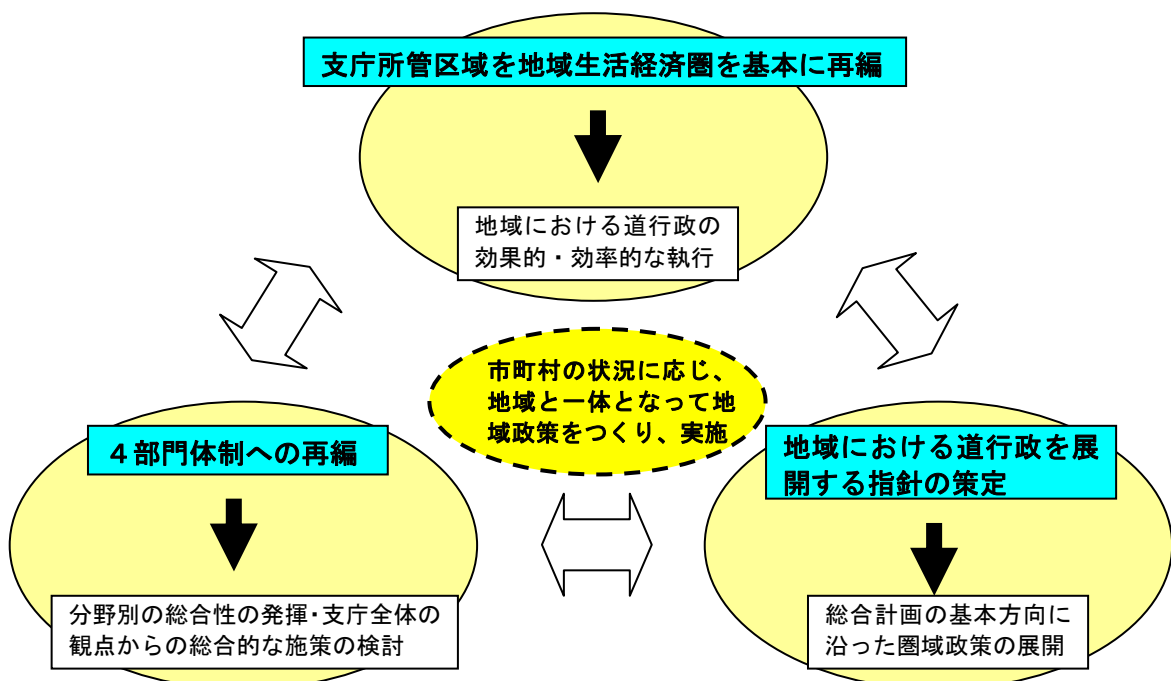 支庁所管区域を地域生活経済圏を基本に再編
地域における道行政の
効果的・効率的な執行
市町村の状況に応じ、
地域と一体となって地
域政策をつくり、実施
４部門体制への再編
分野別の総合性の発揮・支庁全体の
観点からの総合的な施策の検討
地域における道行政を展
開する指針の策定
総合計画の基本方向に
沿った圏域政策の展開